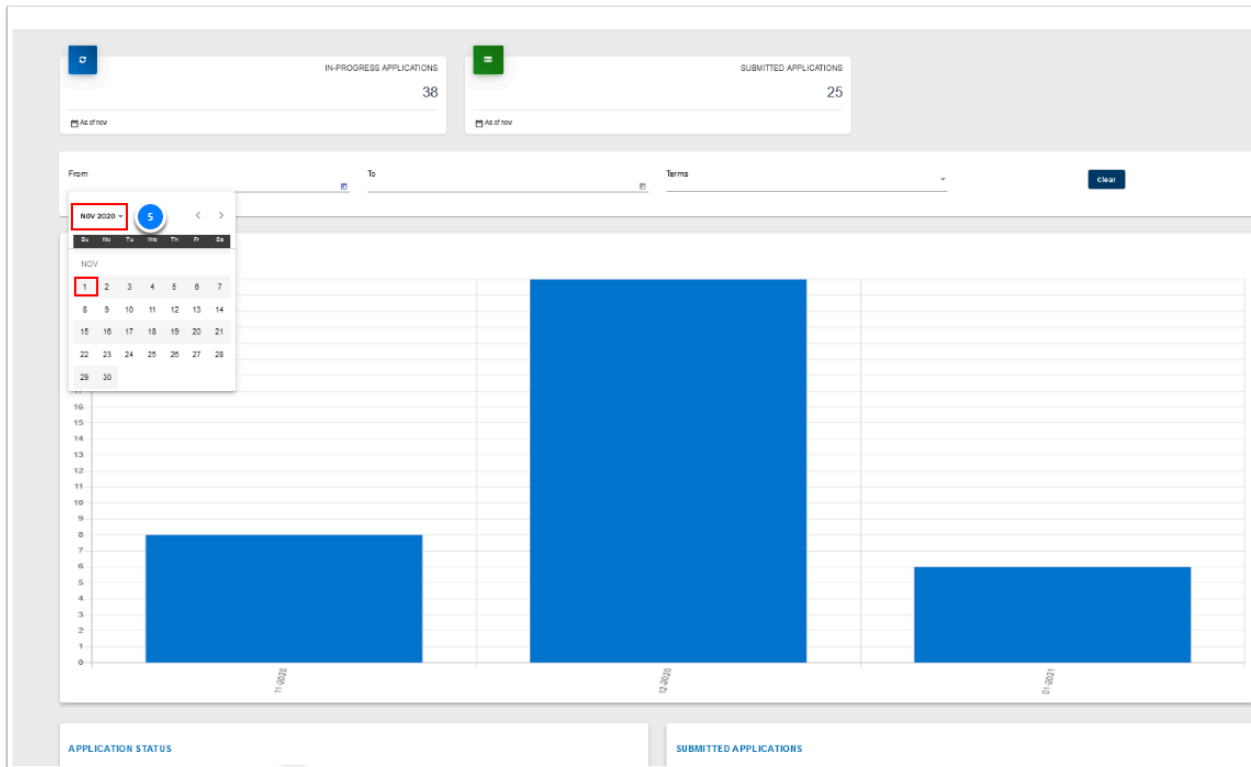 IN-PROGRESS APPLICATIONS
38
As of now
SUBMITTED APPLICATIONS
25
As of now
From
To
Terms
Clear
NOV 2020
5
Su Mo Tu We Th Fr Sa
NOV
1 2 3 4 5 6 7
8 9 10 11 12 13 14
15 16 17 18 19 20 21
22 23 24 25 26 27 28
29 30
16
15
14
13
12
11
10
9
8
7
6
5
4
3
2
1
0
11-2020
12-2020
01-2021
APPLICATION STATUS
SUBMITTED APPLICATIONS